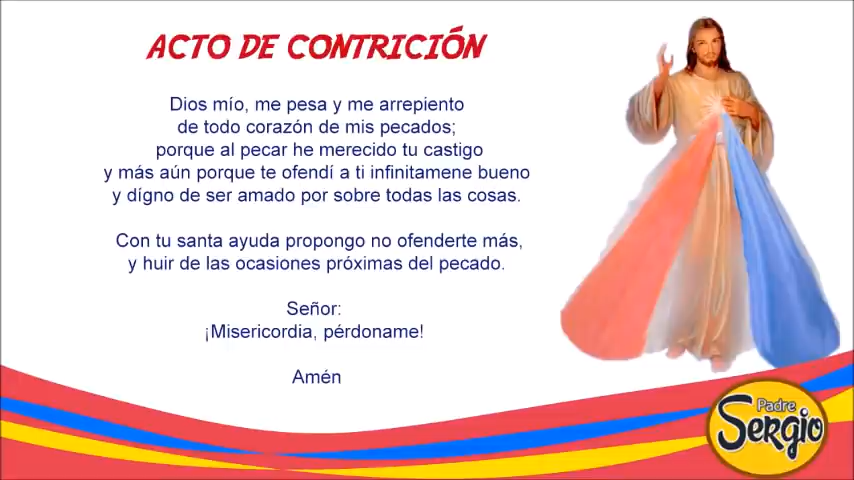 ACTO DE CONTRICIÓN
Dios mío, me pesa y me arrepiento
de todo corazón de mis pecados;
porque al pecar he merecido tu castigo
y más aún porque te ofendí a ti infinitamene bueno
y dígno de ser amado por sobre todas las cosas.
Con tu santa ayuda propongo no ofenderte más,
y huir de las ocasiones próximas del pecado.
Señor:
¡Misericordia, pérdoname!
Amén
Padre
Sergio